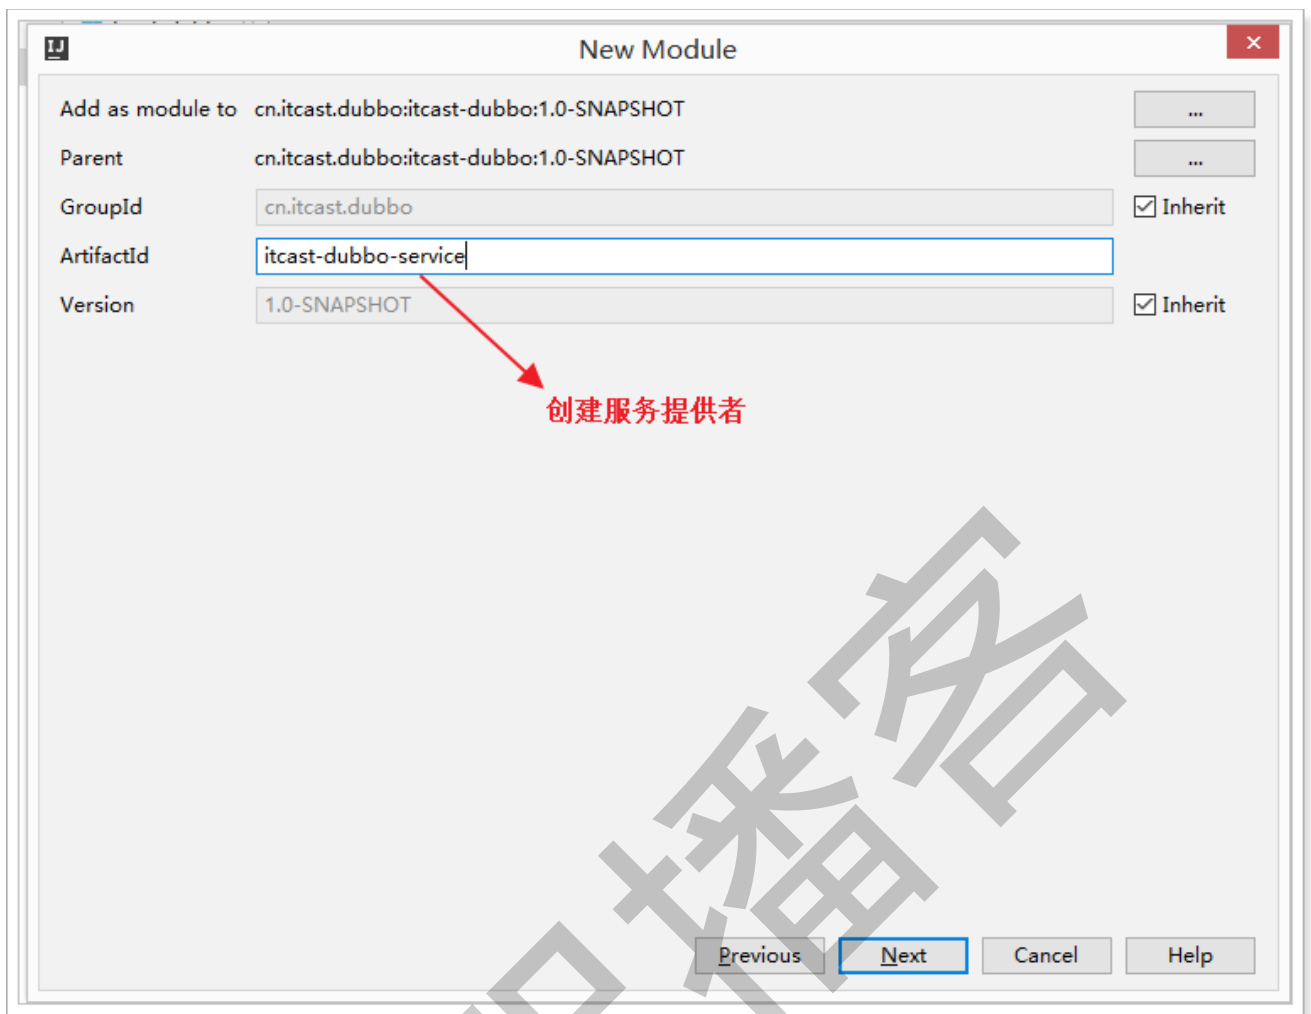 New Module
Add as module to cn.itcast.dubbo:itcast-dubbo:1.0-SNAPSHOT ...
Parent cn.itcast.dubbo:itcast-dubbo:1.0-SNAPSHOT ...
GroupId cn.itcast.dubbo Inherit
ArtifactId itcast-dubbo-service
Version 1.0-SNAPSHOT Inherit
创建服务提供者
播客
Previous Next Cancel Help